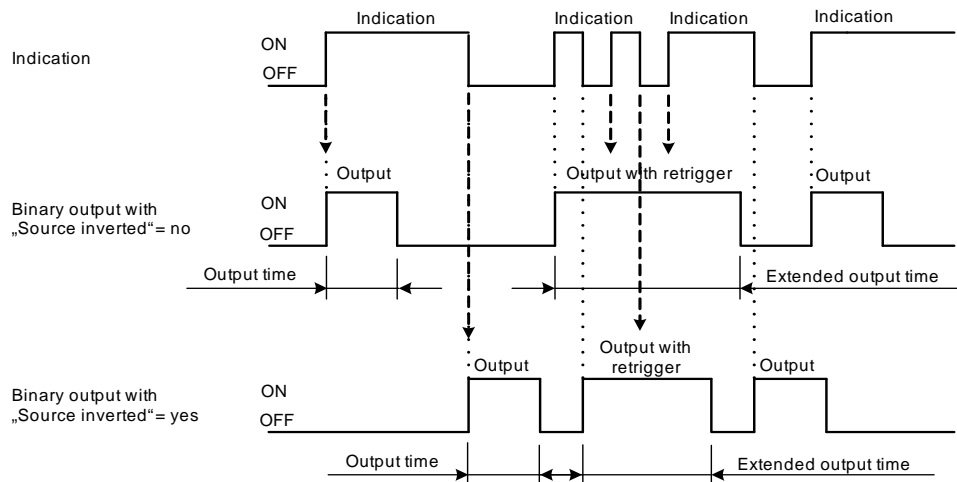 Indication Indication Indication Indication
ON
Indication
OFF
Output Output with retrigger Output
Binary output with ON
„Source inverted“= no OFF
Output time Extended output time
Output with
retrigger
Output Output
Binary output with ON
„Source inverted“= yes OFF
Output time Extended output time